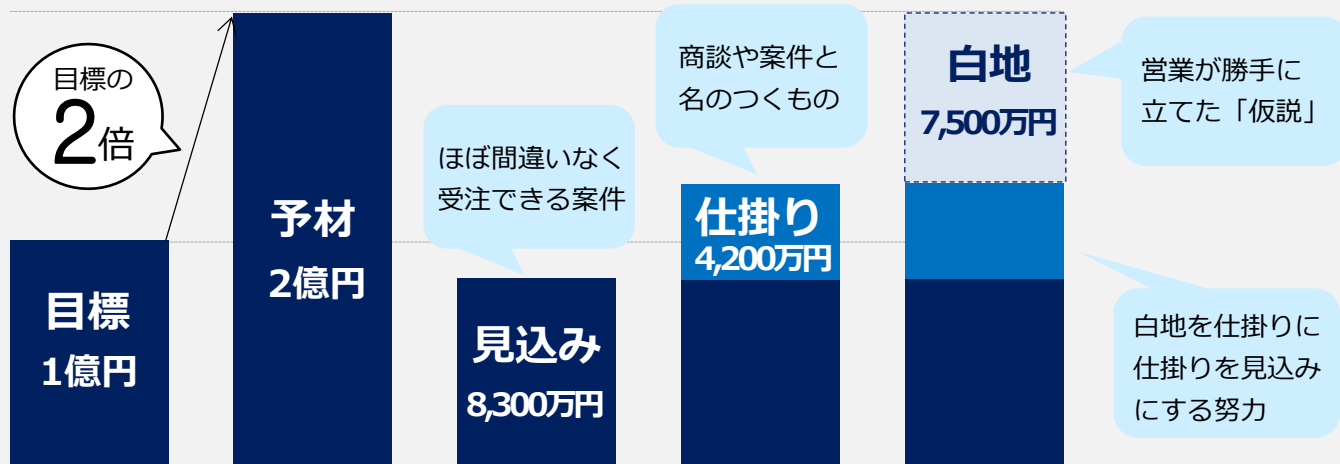 目標の
2倍
目標
1億円
予材
2億円
ほぼ間違いなく
受注できる案件
見込み
8,300万円
商談や案件と
名のつくもの
仕掛り
4,200万円
白地
7,500万円
営業が勝手に
立てた「仮説」
白地を仕掛りに
仕掛りを見込み
にする努力